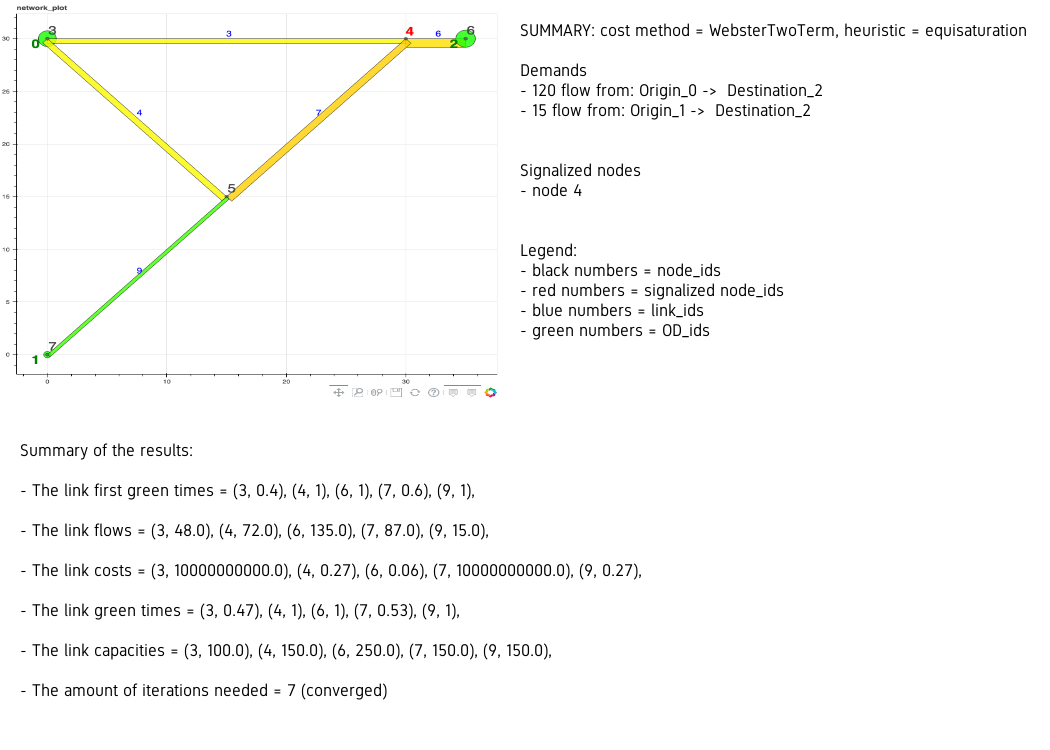 network_plot
SUMMARY: cost method = WebsterTwoTerm, heuristic = equisaturation
Demands
- 120 flow from: Origin_0 -> Destination_2
- 15 flow from: Origin_1 -> Destination_2
Signalized nodes
- node 4
Legend:
- black numbers = node_ids
- red numbers = signalized node_ids
- blue numbers = link_ids
- green numbers = OD_ids
3
4
6
0
3
6
2
30
25
4
7
20
5
15
10
9
5
7
0
1
0
10
20
30
Summary of the results:
- The link first green times = (3, 0.4), (4, 1), (6, 1), (7, 0.6), (9, 1),
- The link flows = (3, 48.0), (4, 72.0), (6, 135.0), (7, 87.0), (9, 15.0),
- The link costs = (3, 10000000000.0), (4, 0.27), (6, 0.06), (7, 10000000000.0), (9, 0.27),
- The link green times = (3, 0.47), (4, 1), (6, 1), (7, 0.53), (9, 1),
- The link capacities = (3, 100.0), (4, 150.0), (6, 250.0), (7, 150.0), (9, 150.0),
- The amount of iterations needed = 7 (converged)